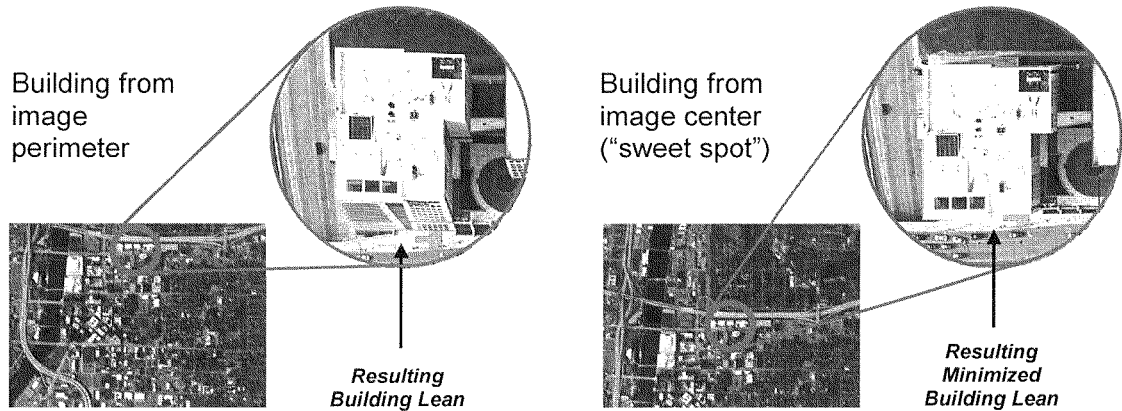 Building from
image
perimeter
Building from
image center
("sweet spot")
Resulting
Building Lean
Resulting
Minimized
Building Lean